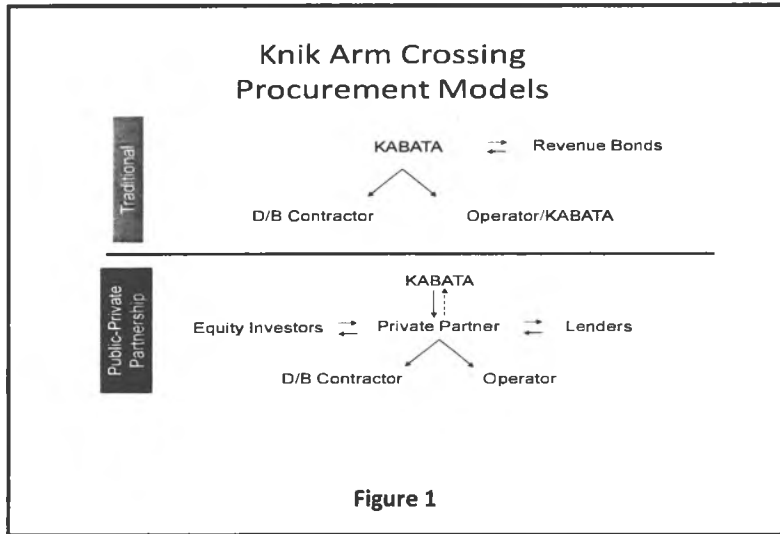 Knik Arm Crossing
Procurement Models
Traditional
KABATA
Revenue Bonds
D/B Contractor
Operator/KABATA
Public-Private
Partnership
KABATA
Equity Investors
Private Partner
Lenders
D/B Contractor
Operator
Figure 1